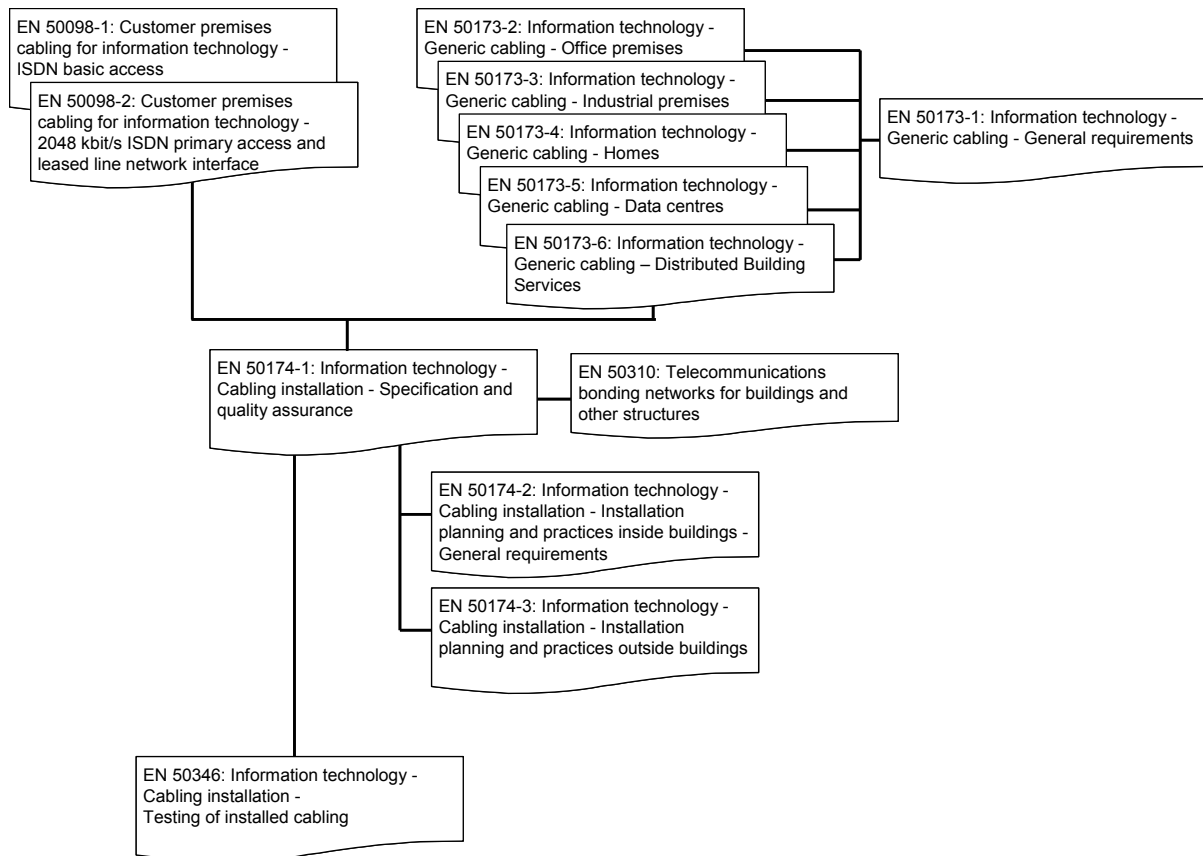 EN 50098-1: Customer premises
cabling for information technology -
ISDN basic access
EN 50098-2: Customer premises
cabling for information technology -
2048 kbit/s ISDN primary access and
leased line network interface
EN 50173-2: Information technology -
Generic cabling - Office premises
EN 50173-3: Information technology -
Generic cabling - Industrial premises
EN 50173-4: Information technology -
Generic cabling - Homes
EN 50173-5: Information technology -
Generic cabling - Data centres
EN 50173-6: Information technology -
Generic cabling – Distributed Building
Services
EN 50173-1: Information technology -
Generic cabling - General requirements
EN 50174-1: Information technology -
Cabling installation - Specification and
quality assurance
EN 50310: Telecommunications
bonding networks for buildings and
other structures
EN 50174-2: Information technology -
Cabling installation - Installation
planning and practices inside buildings -
General requirements
EN 50174-3: Information technology -
Cabling installation - Installation
planning and practices outside buildings
EN 50346: Information technology -
Cabling installation -
Testing of installed cabling